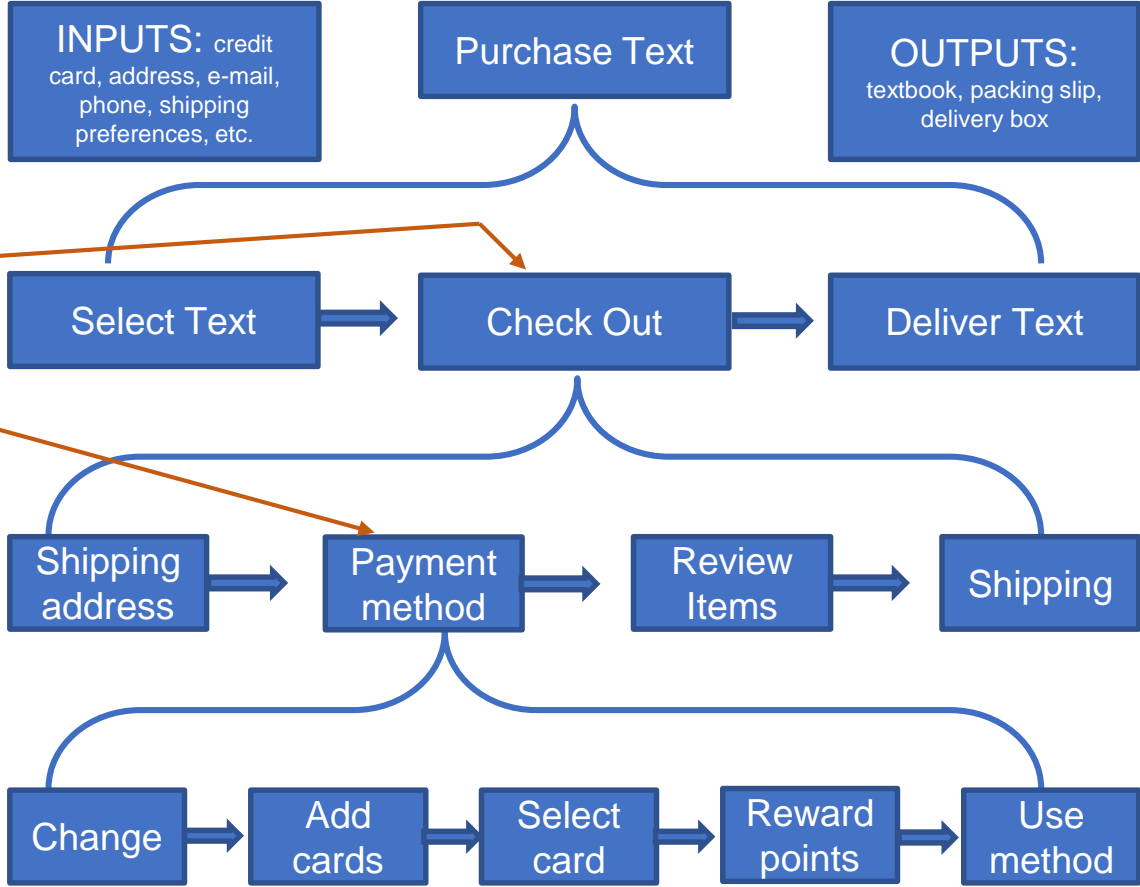 INPUTS: credit
card, address, e-mail,
phone, shipping
preferences, etc.
Purchase Text
OUTPUTS:
textbook, packing slip,
delivery box
Select Text
Check Out
Deliver Text
Shipping
address
Payment
method
Review
Items
Shipping
Change
Add
cards
Select
card
Reward
points
Use
method